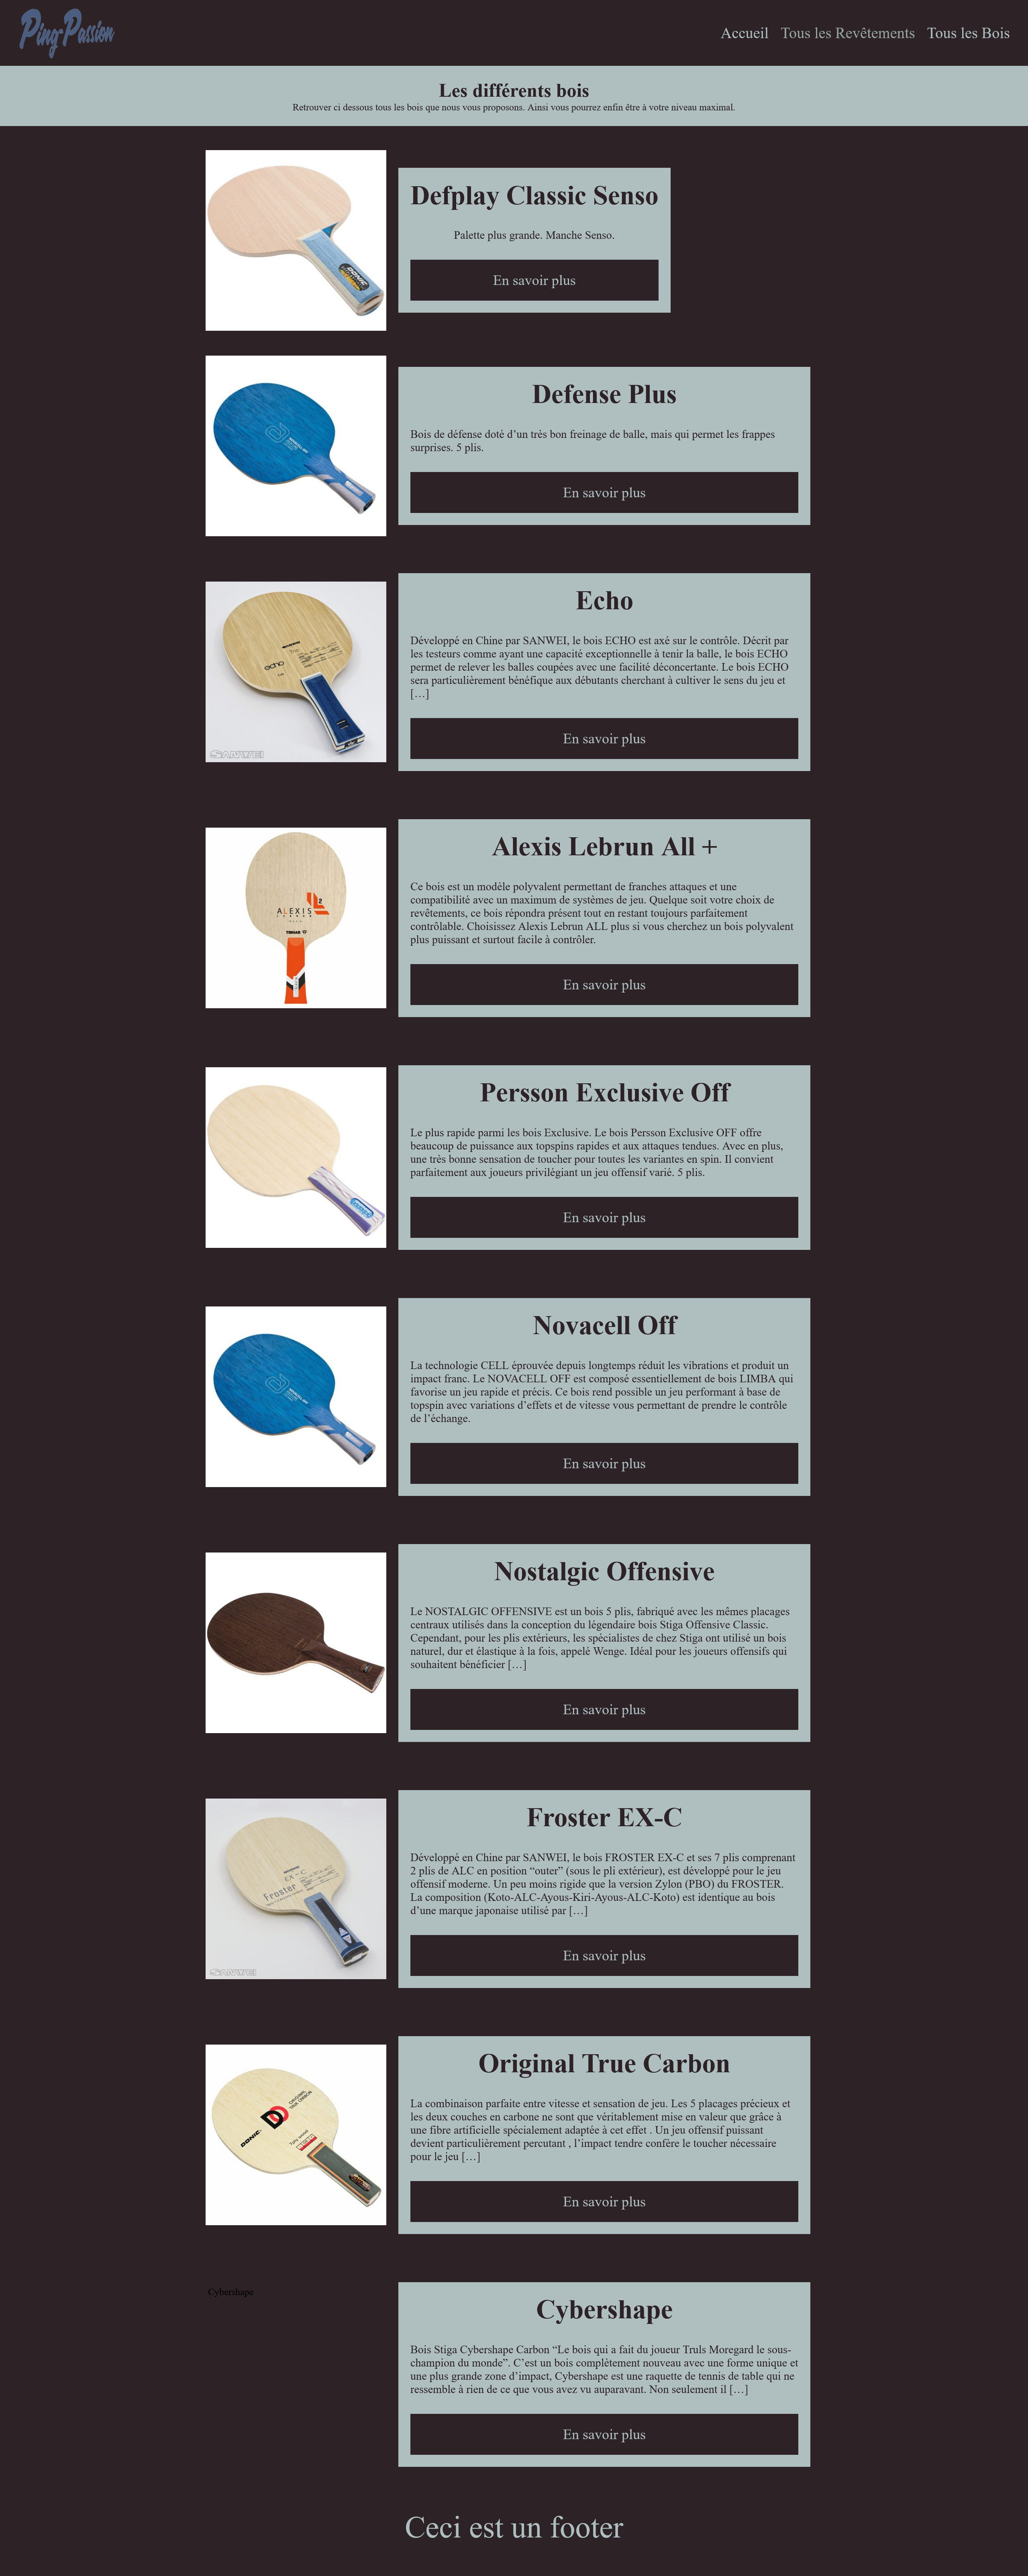 Ping-Passion
Accueil Tous les Revêtements Tous les Bois
Les différents bois
Retrouver ci dessous tous les bois que nous vous proposons. Ainsi vous pourrez enfin être à votre niveau maximal.
Defplay Classic Senso
Palette plus grande. Manche Senso.
En savoir plus
Defense Plus
Bois de défense doté d’un très bon freinage de balle, mais qui permet les frappes
surprises. 5 plis.
En savoir plus
echo
SANWEI
Echo
Développé en Chine par SANWEI, le bois ECHO est axé sur le contrôle. Décrit par
les testeurs comme ayant une capacité exceptionnelle à tenir la balle, le bois ECHO
permet de relever les balles coupées avec une facilité déconcertante. Le bois ECHO
sera particulièrement bénéfique aux débutants cherchant à cultiver le sens du jeu et
[…]
En savoir plus
ALEXIS
LEBRUN
TIBHAR
Alexis Lebrun All +
Ce bois est un modèle polyvalent permettant de franches attaques et une
compatibilité avec un maximum de systèmes de jeu. Quelque soit votre choix de
revêtements, ce bois répondra présent tout en restant toujours parfaitement
contrôlable. Choisissez Alexis Lebrun ALL plus si vous cherchez un bois polyvalent
plus puissant et surtout facile à contrôler.
En savoir plus
Persson Exclusive Off
Le plus rapide parmi les bois Exclusive. Le bois Persson Exclusive OFF offre
beaucoup de puissance aux topspins rapides et aux attaques tendues. Avec en plus,
une très bonne sensation de toucher pour toutes les variantes en spin. Il convient
parfaitement aux joueurs privilégiant un jeu offensif varié. 5 plis.
En savoir plus
Novacell Off
La technologie CELL éprouvée depuis longtemps réduit les vibrations et produit un
impact franc. Le NOVACELL OFF est composé essentiellement de bois LIMBA qui
favorise un jeu rapide et précis. Ce bois rend possible un jeu performant à base de
topspin avec variations d’effets et de vitesse vous permettant de prendre le contrôle
de l’échange.
En savoir plus
Nostalgic Offensive
Le NOSTALGIC OFFENSIVE est un bois 5 plis, fabriqué avec les mêmes placages
centraux utilisés dans la conception du légendaire bois Stiga Offensive Classic.
Cependant, pour les plis extérieurs, les spécialistes de chez Stiga ont utilisé un bois
naturel, dur et élastique à la fois, appelé Wenge. Idéal pour les joueurs offensifs qui
souhaitent bénéficier […]
En savoir plus
EX-C
Froster
SANWEI
Froster EX-C
Développé en Chine par SANWEI, le bois FROSTER EX-C et ses 7 plis comprenant
2 plis de ALC en position “outer” (sous le pli extérieur), est développé pour le jeu
offensif moderne. Un peu moins rigide que la version Zylon (PBO) du FROSTER.
La composition (Koto-ALC-Ayous-Kiri-Ayous-ALC-Koto) est identique au bois
d’une marque japonaise utilisé par […]
En savoir plus
ORIGINAL
TRUE CARBON
DONIC
Original True Carbon
La combinaison parfaite entre vitesse et sensation de jeu. Les 5 placages précieux et
les deux couches en carbone ne sont que véritablement mise en valeur que grâce à
une fibre artificielle spécialement adaptée à cet effet . Un jeu offensif puissant
devient particulièrement percutant , l’impact tendre confère le toucher nécessaire
pour le jeu […]
En savoir plus
Cybershape
Cybershape
Bois Stiga Cybershape Carbon “Le bois qui a fait du joueur Truls Moregard le sous-
champion du monde”. C’est un bois complètement nouveau avec une forme unique et
une plus grande zone d’impact, Cybershape est une raquette de tennis de table qui ne
ressemble à rien de ce que vous avez vu auparavant. Non seulement il […]
En savoir plus
Ceci est un footer